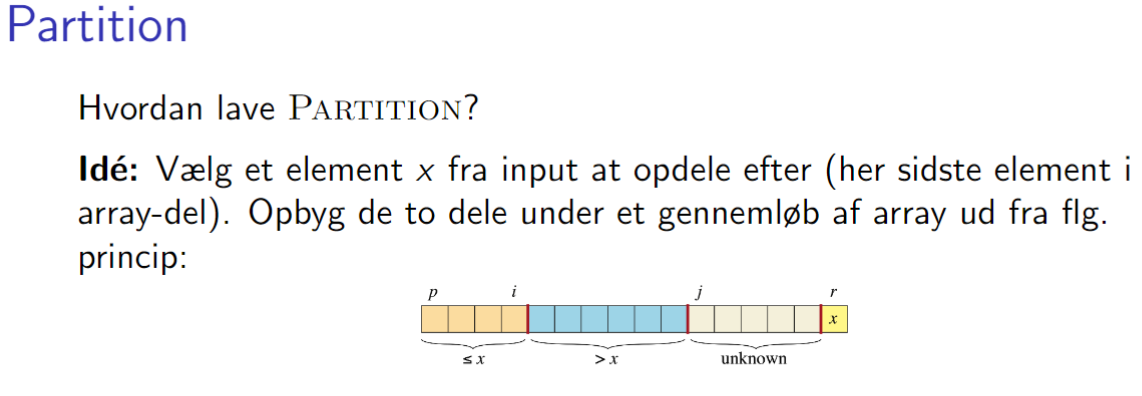 Partition
Hvordan lave PARTITION?
Idé: Vælg et element x fra input at opdele efter (her sidste element i
array-del). Opbyg de to dele under et gennemløb af array ud fra flg.
princip:
p i j r
x
≤ x > x unknown